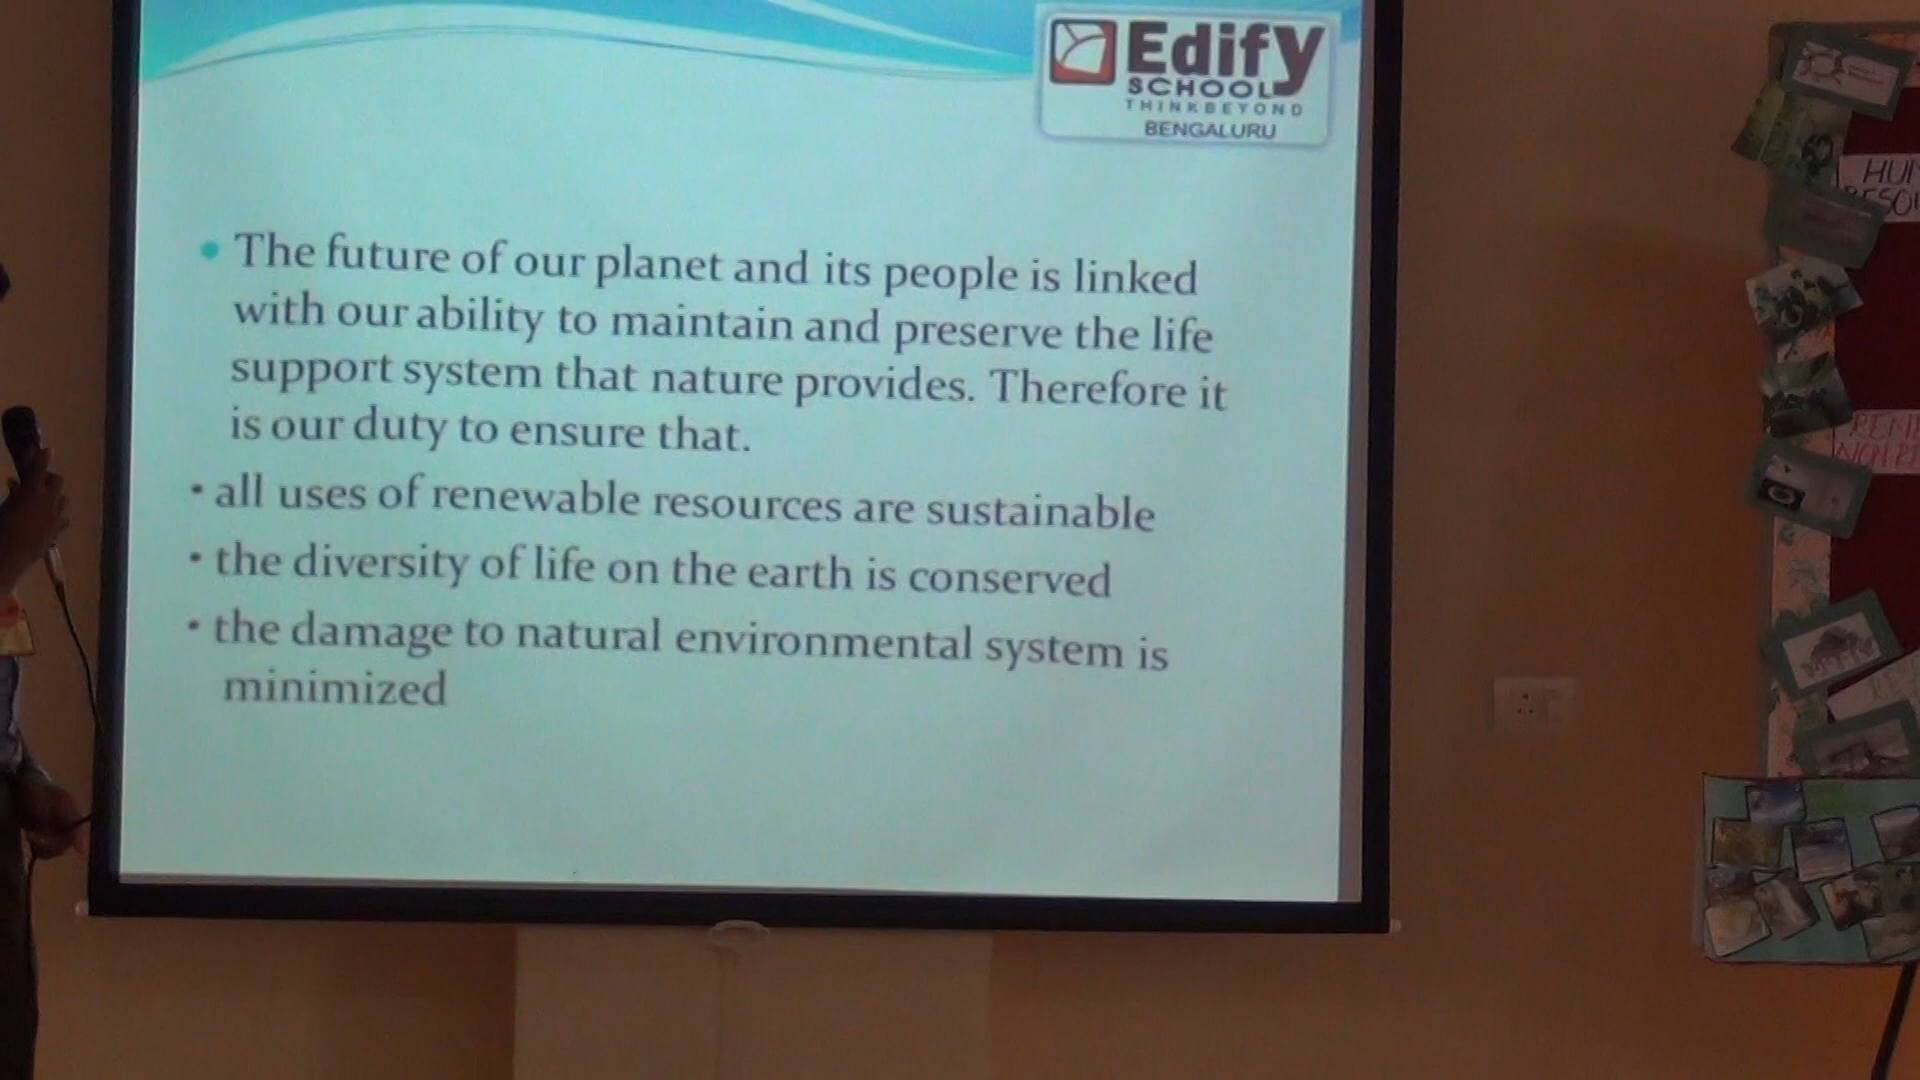 Edify
SCHOOL
THINKBEYOND
BENGALURU
• The future of our planet and its people is linked
with our ability to maintain and preserve the life
support system that nature provides. Therefore it
is our duty to ensure that.
• all uses of renewable resources are sustainable
• the diversity of life on the earth is conserved
• the damage to natural environmental system is
minimized